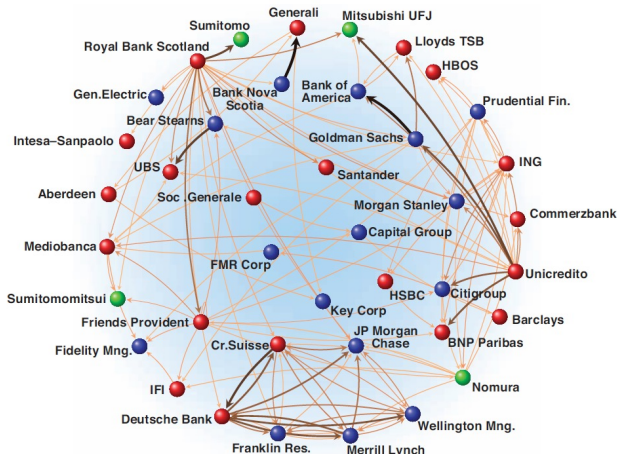 Generali
Sumitomo
Mitsubishi UFJ
Royal Bank Scotland
Lloyds TSB
HBOS
Gen.Electric
Bank Nova
Scotia
Bank of
America
Prudential Fin.
Bear Stearns
Goldman Sachs
Intesa–Sanpaolo
UBS
Santander
ING
Aberdeen
Soc .Generale
Morgan Stanley
Commerzbank
Mediobanca
Capital Group
FMR Corp
Unicredito
Sumitomomitsui
HSBC
Citigroup
Key Corp
Friends Provident
Barclays
Fidelity Mng.
Cr.Suisse
JP Morgan
Chase
BNP Paribas
IFI
Nomura
Deutsche Bank
Wellington Mng.
Franklin Res.
Merrill Lynch